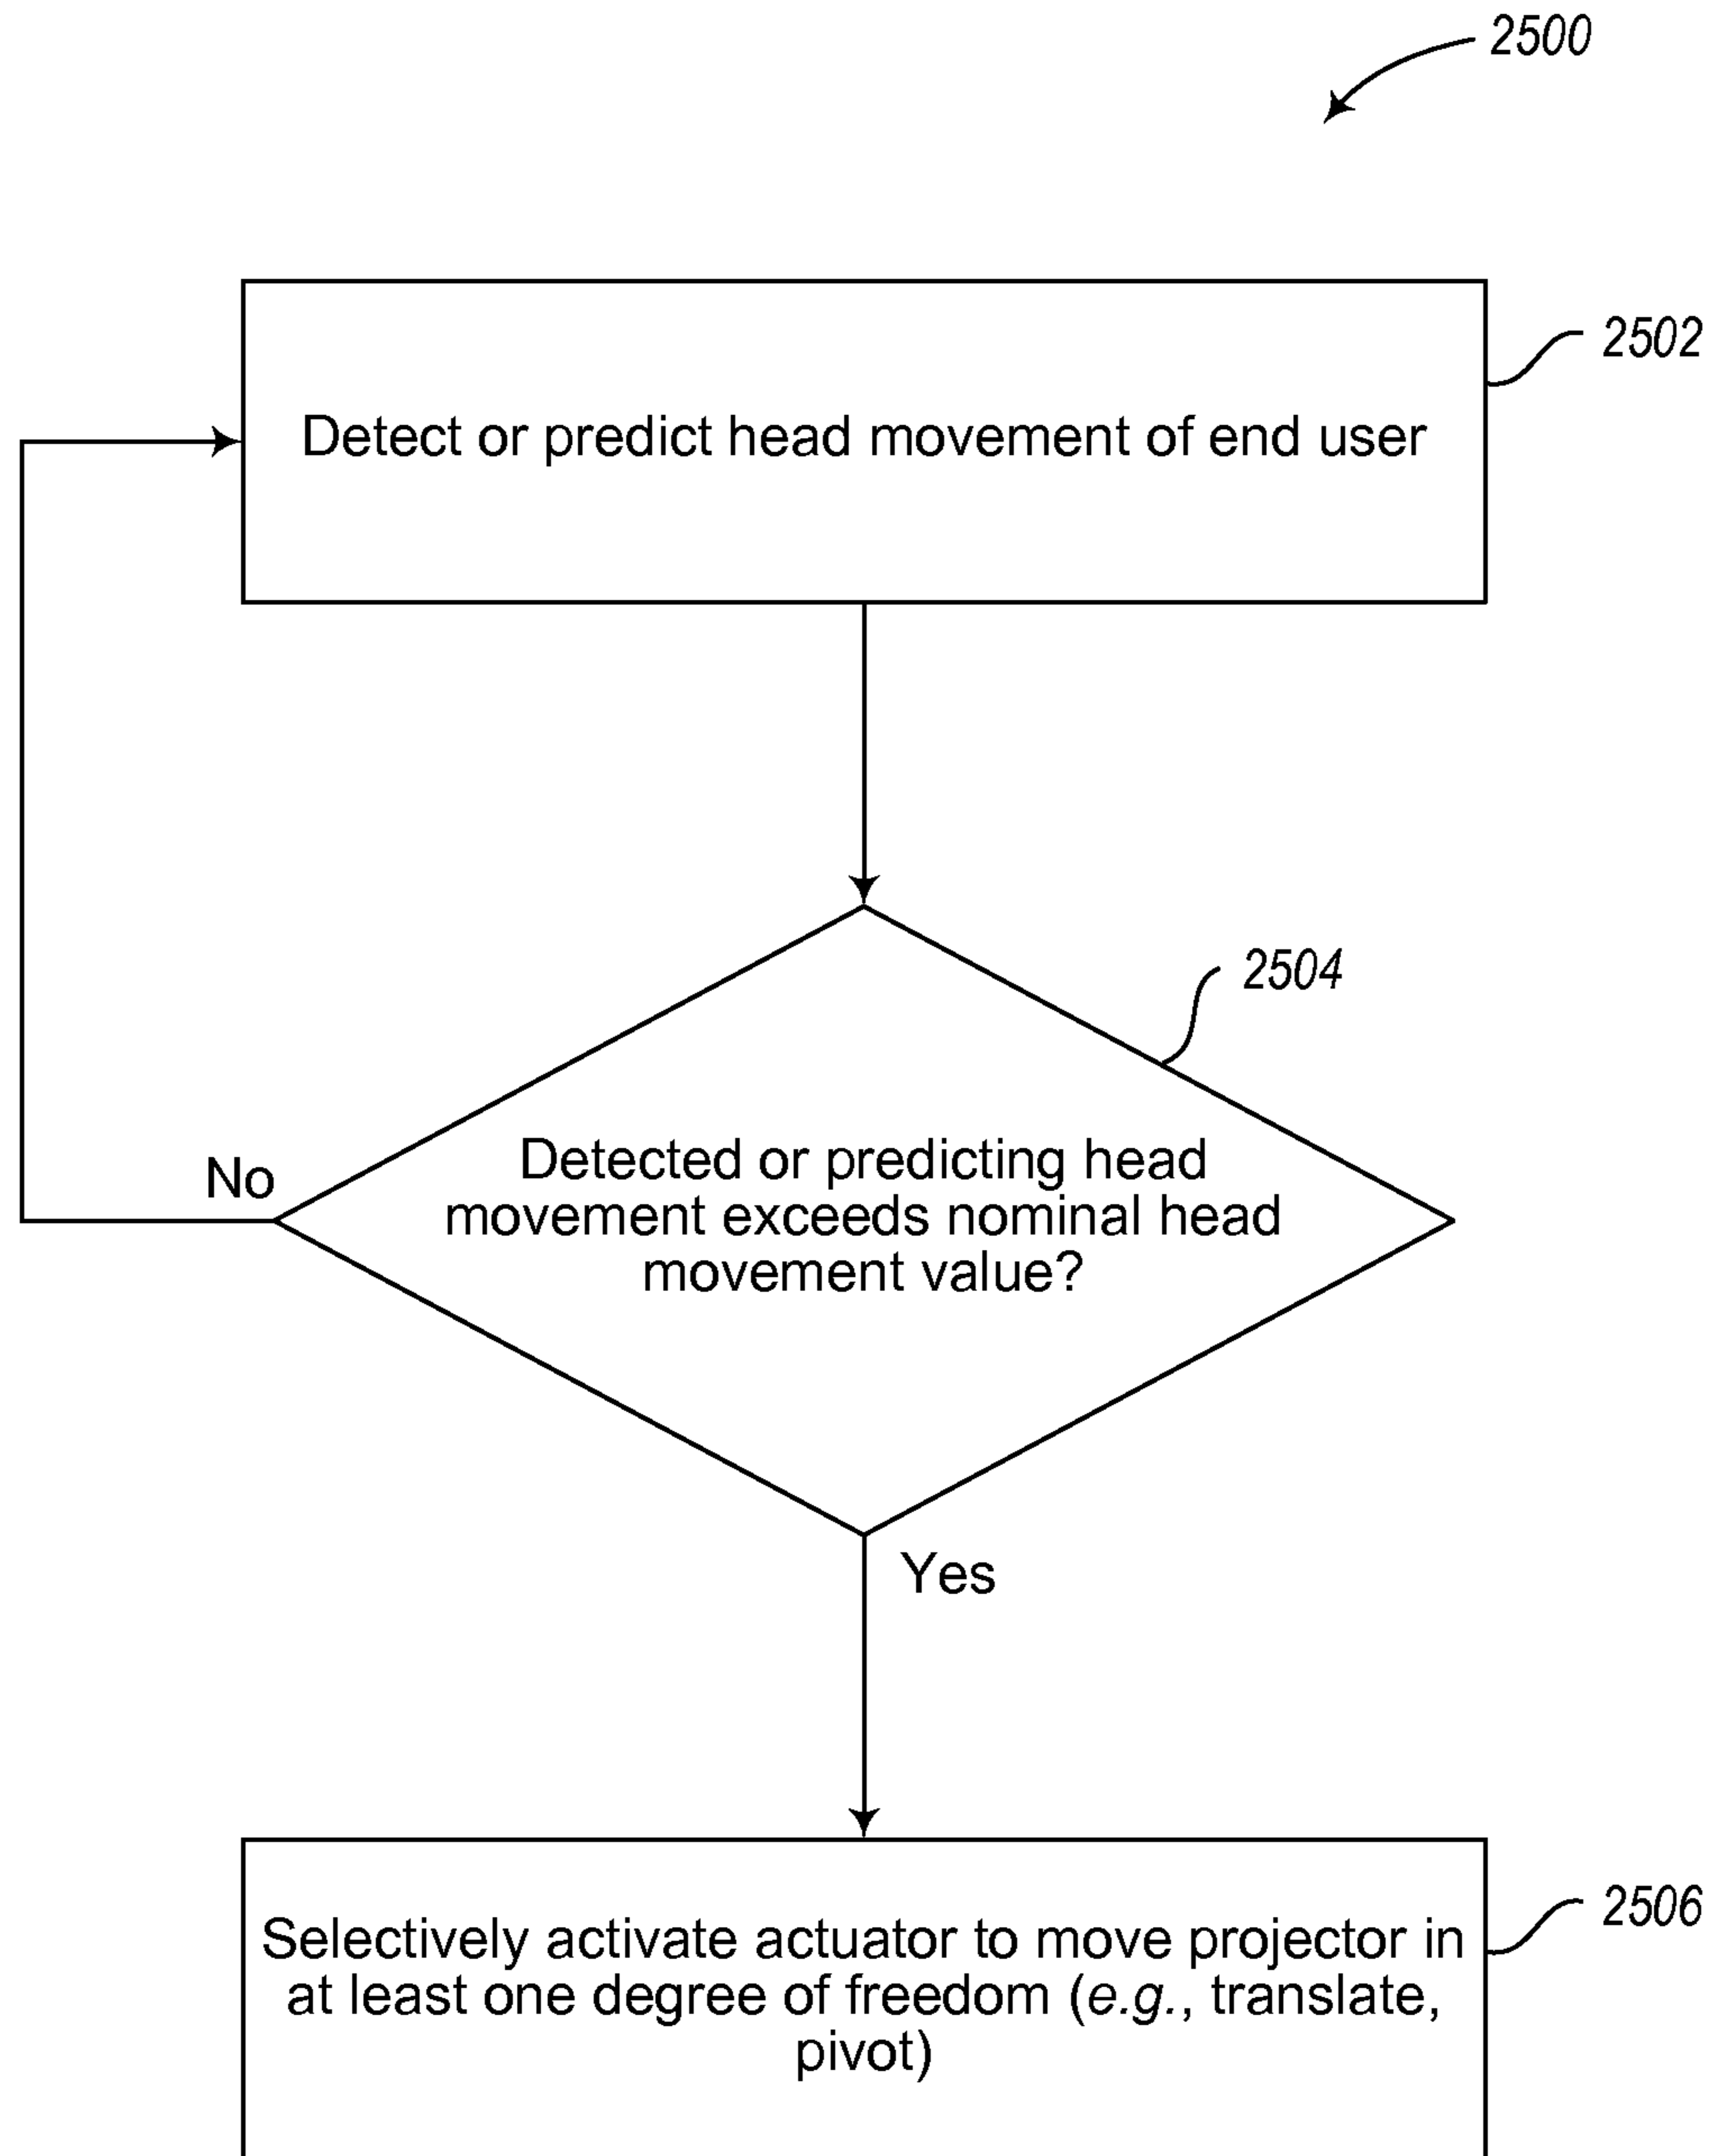 2500
2502
Detect or predict head movement of end user
2504
Detected or predicting head
movement exceeds nominal head
movement value?
No
Yes
2506
Selectively activate actuator to move projector in
at least one degree of freedom (e.g., translate,
pivot)